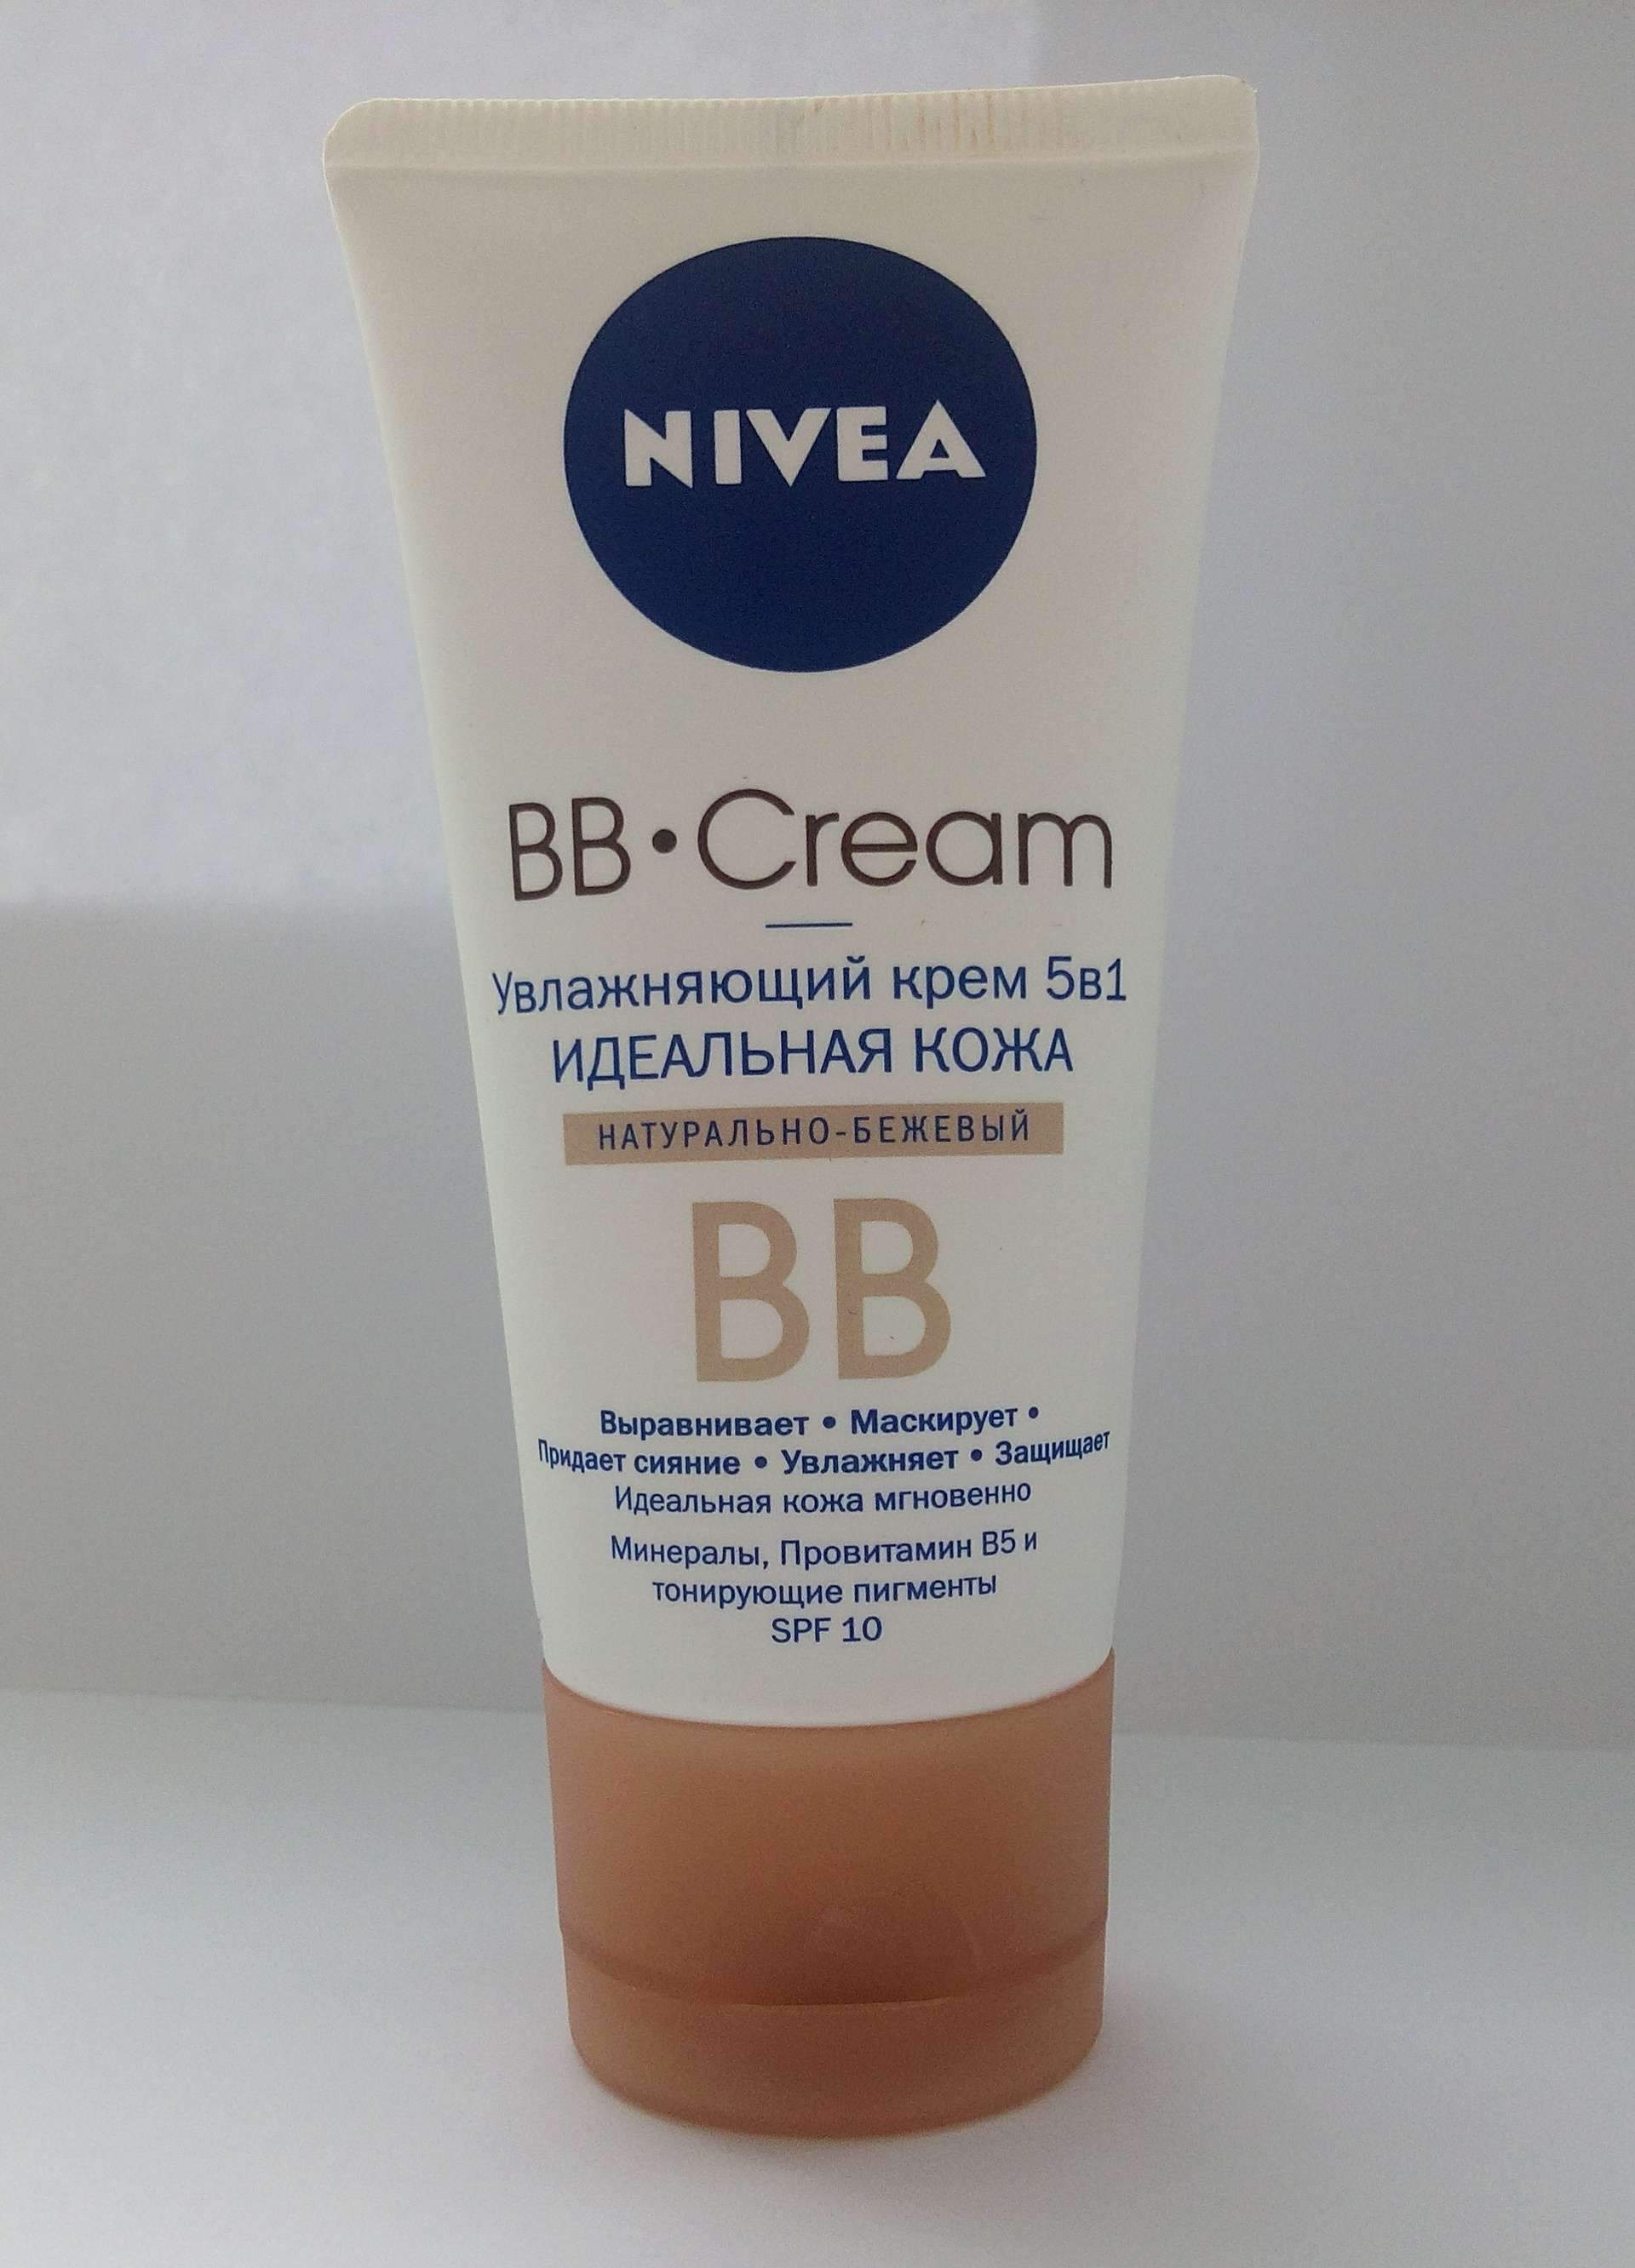 NIVEA
BB•Cream
Увлажняющий крем 5в1
ИДЕАЛЬНАЯ КОЖА
НАТУРАЛЬНО-БЕЖЕВЫЙ
BB
Выравнивает • Маскирует •
Придает сияние • Увлажняет • Защищает
Идеальная кожа мгновенно
Минералы, Провитамин B5 и
тонирующие пигменты
SPF 10